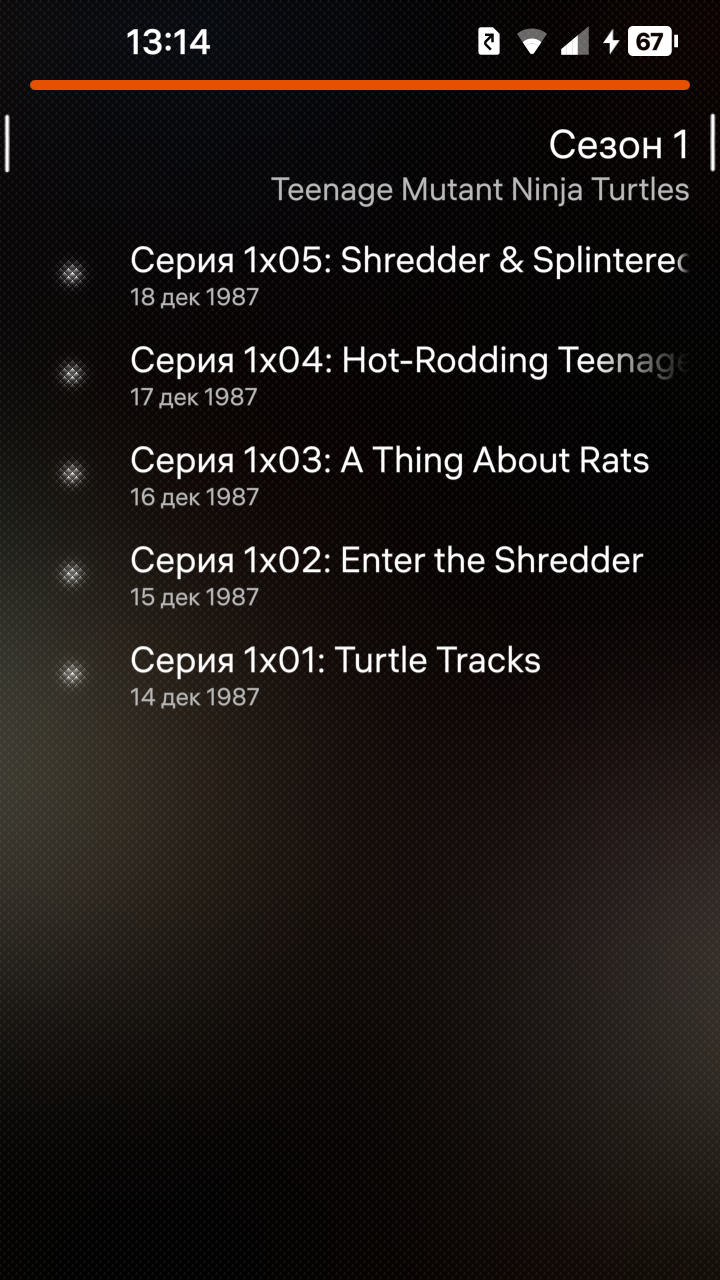 13:14
67
Сезон 1
Teenage Mutant Ninja Turtles
Серия 1x05: Shredder & Splintered
18 дек 1987
Серия 1x04: Hot-Rodding Teenage
17 дек 1987
Серия 1x03: A Thing About Rats
16 дек 1987
Серия 1x02: Enter the Shredder
15 дек 1987
Серия 1x01: Turtle Tracks
14 дек 1987